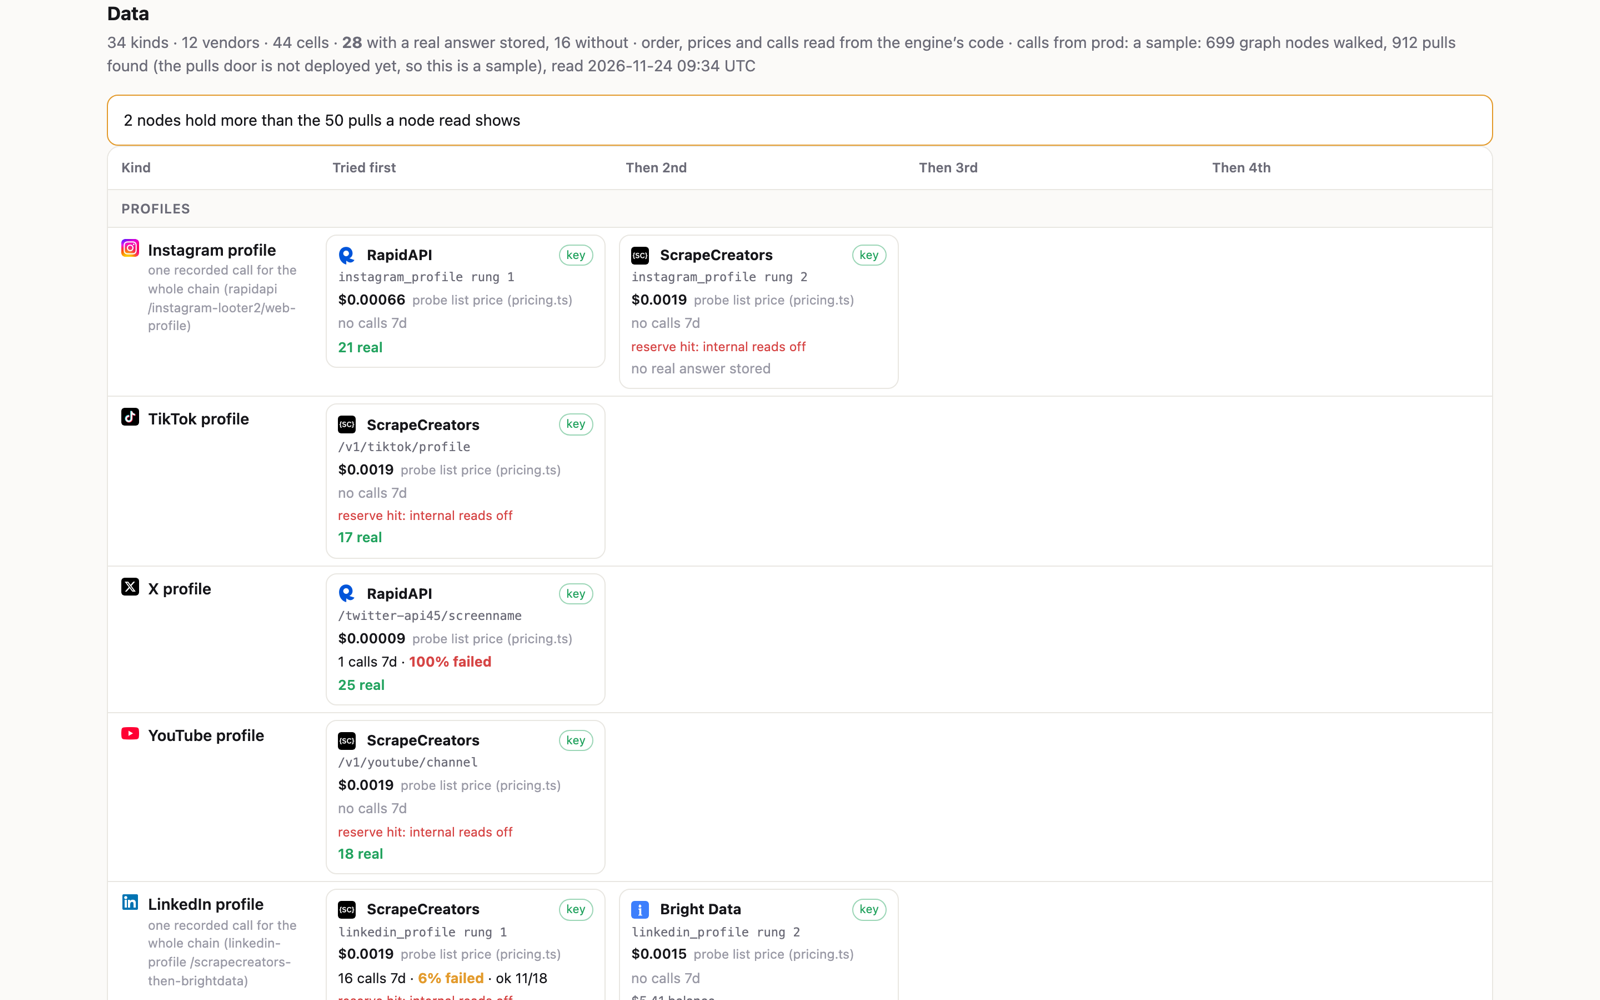 Data
34 kinds · 12 vendors · 44 cells · 28 with a real answer stored, 16 without · order, prices and calls read from the engine’s code · calls from prod: a sample: 699 graph nodes walked, 912 pulls
found (the pulls door is not deployed yet, so this is a sample), read 2026-11-24 09:34 UTC
2 nodes hold more than the 50 pulls a node read shows
Kind Tried first Then 2nd Then 3rd Then 4th
PROFILES
Instagram profile
one recorded call for the
whole chain (rapidapi
/instagram-looter2/web-
profile)
RapidAPI key
instagram_profile rung 1
$0.00066 probe list price (pricing.ts)
no calls 7d
21 real
{SC} ScrapeCreators key
instagram_profile rung 2
$0.0019 probe list price (pricing.ts)
no calls 7d
reserve hit: internal reads off
no real answer stored
TikTok profile
{SC} ScrapeCreators key
/v1/tiktok/profile
$0.0019 probe list price (pricing.ts)
no calls 7d
reserve hit: internal reads off
17 real
X profile
RapidAPI key
/twitter-api45/screenname
$0.00009 probe list price (pricing.ts)
1 calls 7d · 100% failed
25 real
YouTube profile
{SC} ScrapeCreators key
/v1/youtube/channel
$0.0019 probe list price (pricing.ts)
no calls 7d
reserve hit: internal reads off
18 real
LinkedIn profile
one recorded call for the
whole chain (linkedin-
profile /scrapecreators-
then-brightdata)
{SC} ScrapeCreators key
linkedin_profile rung 1
$0.0019 probe list price (pricing.ts)
16 calls 7d · 6% failed · ok 11/18
reserve hit: internal reads off
Bright Data key
linkedin_profile rung 2
$0.0015 probe list price (pricing.ts)
no calls 7d
$5.41 balance